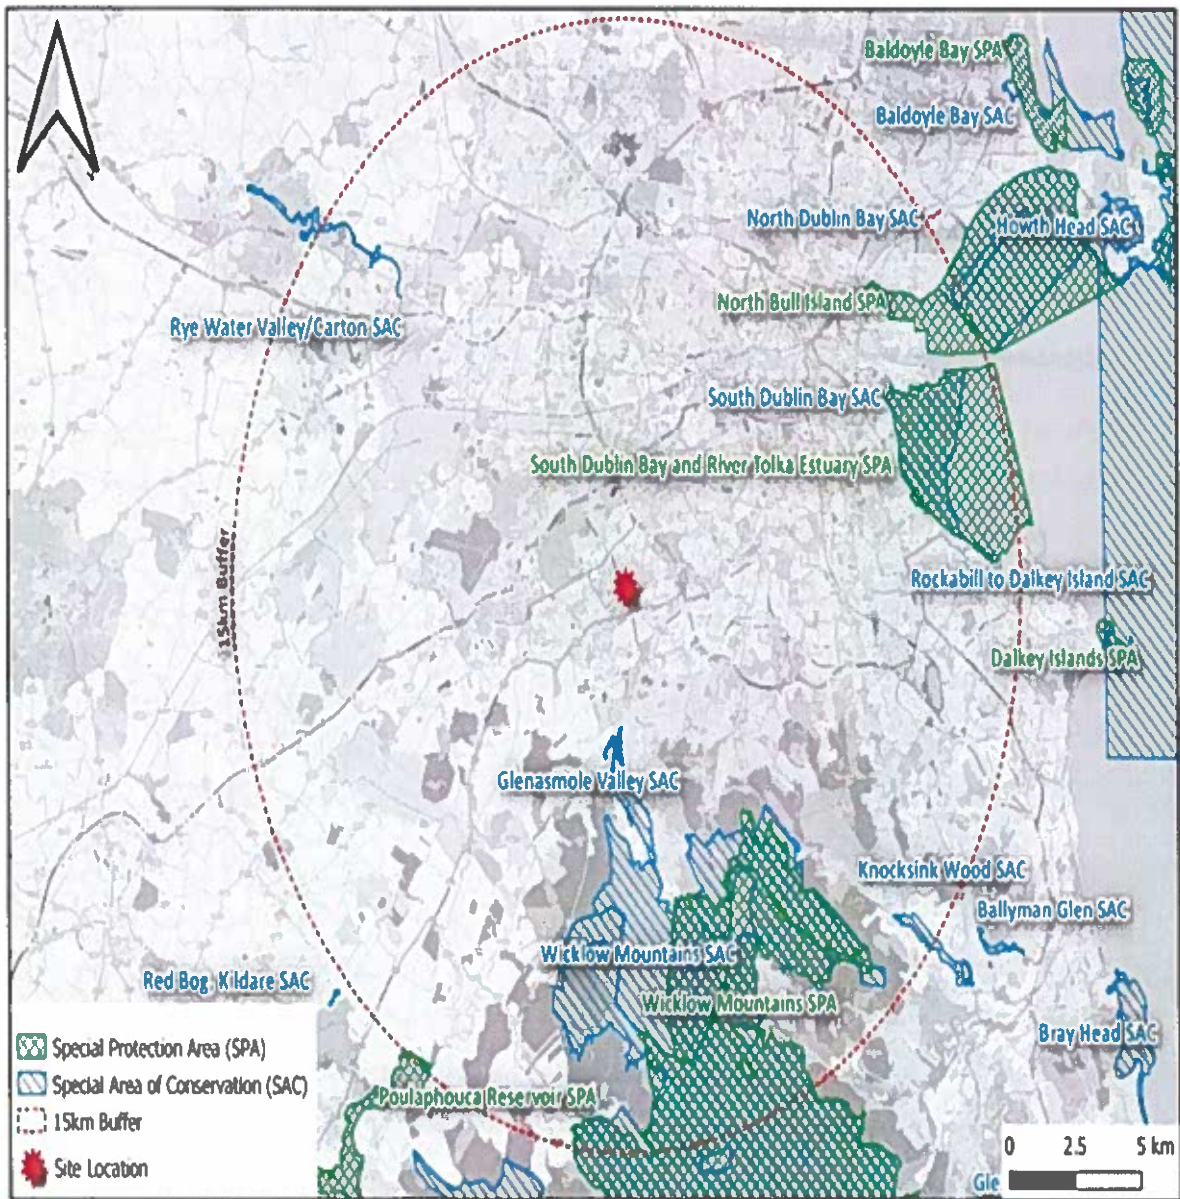 Baldoyle Bay SPA
Baldoyle Bay SAC
North Dublin Bay SAC
Howth Head SAC
North Bull Island SPA
Rye Water Valley/Carton SAC
South Dublin Bay SAC
South Dublin Bay and River Tolka Estuary SPA
15km Buffer
Rockabill to Dalkey Island SAC
Dalkey Islands SPA
Glenasmole Valley SAC
Knocksink Wood SAC
Ballyman Glen SAC
Wicklow Mountains SAC
Red Bog Kildare SAC
Wicklow Mountains SPA
Bray Head SAC
Poulaphouca Reservoir SPA
Special Protection Area (SPA)
Special Area of Conservation (SAC)
15km Buffer
Site Location
0 2.5 5 km
Gle